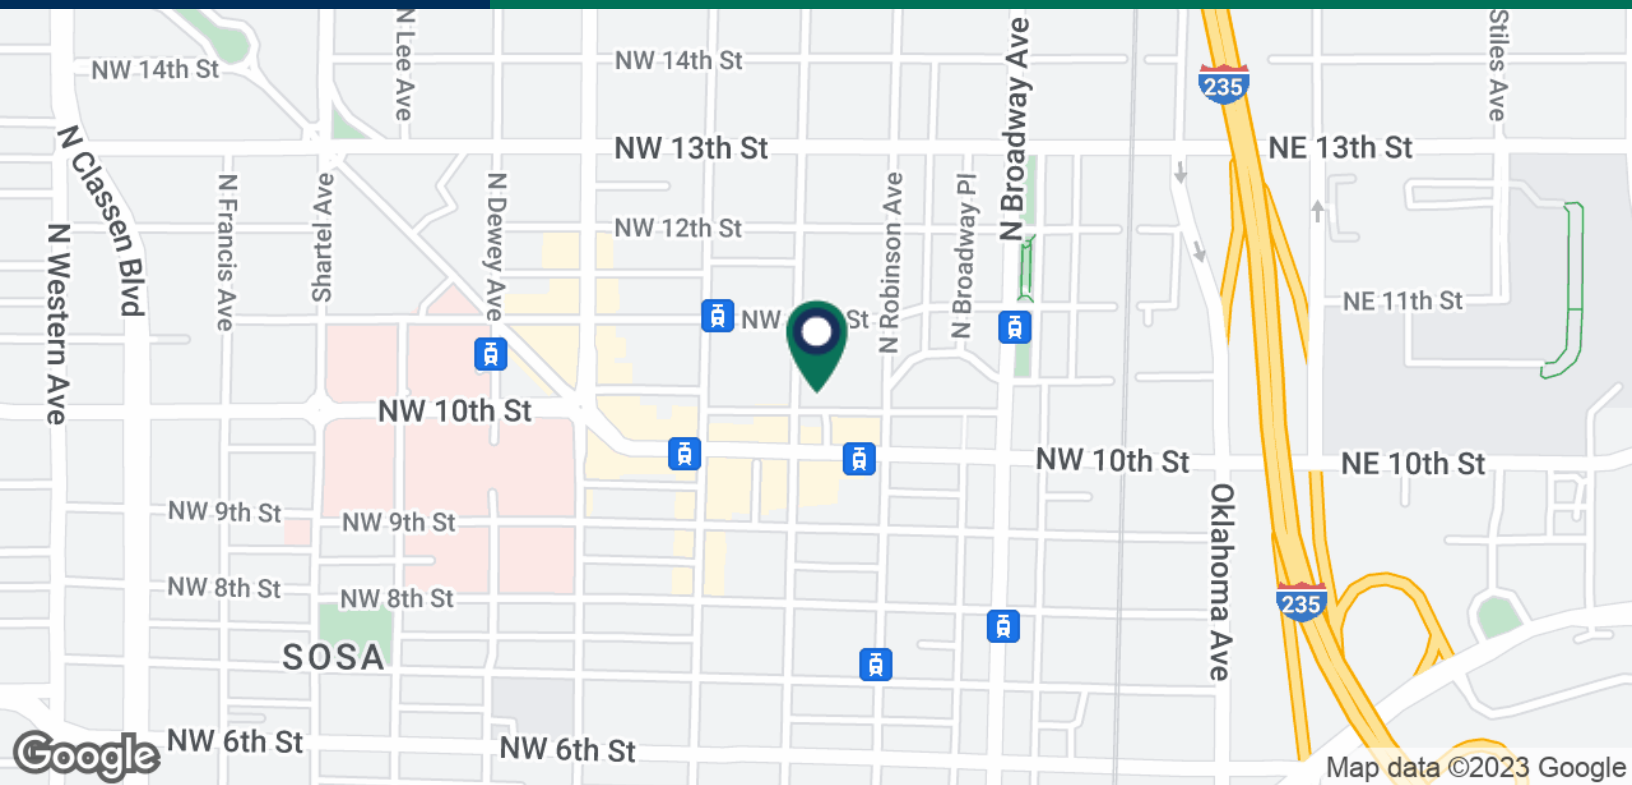 N Lee Ave
N Broadway Ave
Stiles Ave
NW 14th St
NW 14th St
235
N Classen Blvd
NW 13th St
NE 13th St
N Francis Ave
Shartel Ave
N Dewey Ave
N Robinson Ave
N Broadway Pl
N Western Ave
NW 12th St
NW St
NE 11th St
NW 10th St
NW 10th St
NE 10th St
NW 9th St
NW 9th St
Oklahoma Ave
NW 8th St
NW 8th St
235
SOSA
NW 6th St
NW 6th St
Google
Map data ©2023 Google